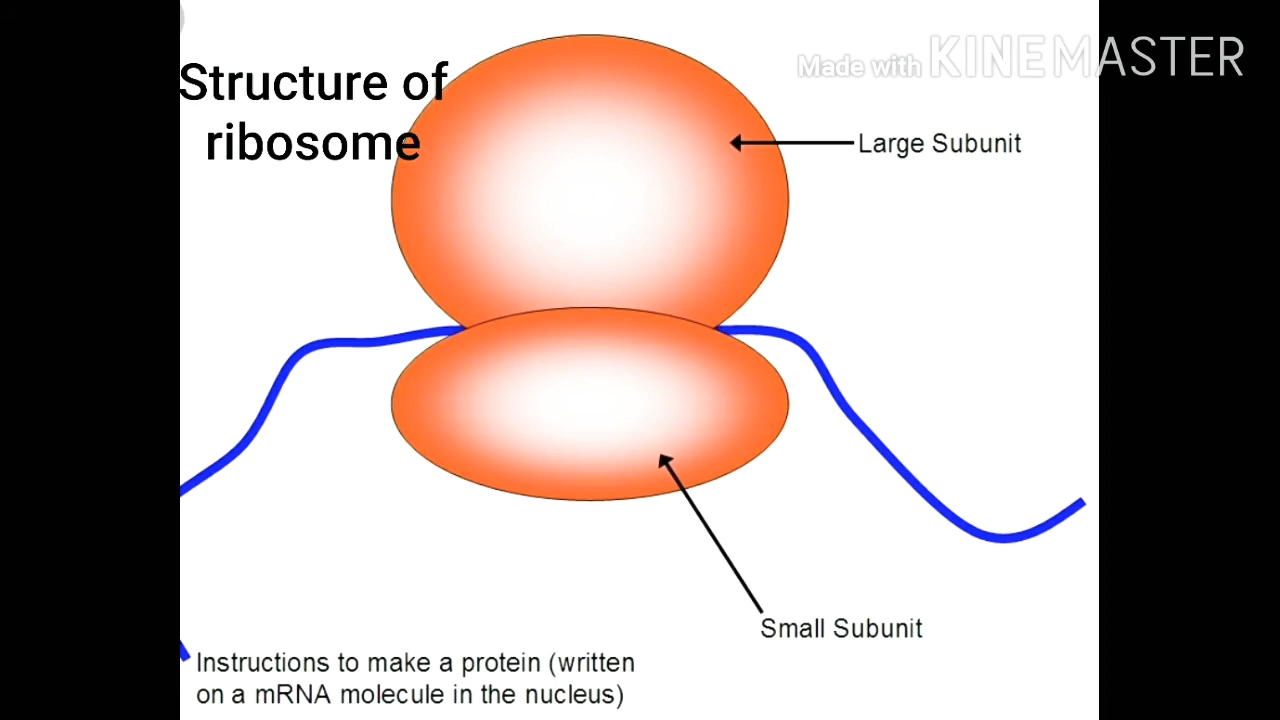 Made with KINEMASTER
Structure of
ribosome
Large Subunit
Small Subunit
Instructions to make a protein (written
on a mRNA molecule in the nucleus)